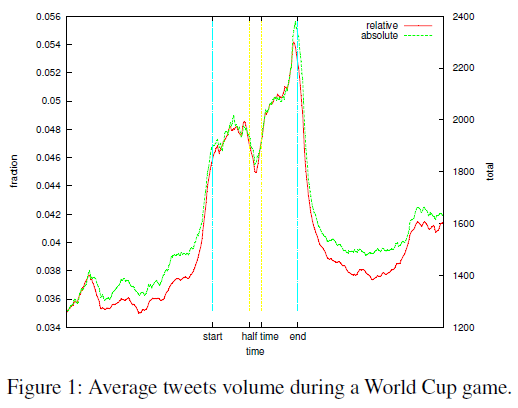 0.056
0.054
0.052
0.05
0.048
0.046
0.044
0.042
0.04
0.038
0.036
0.034
fraction
relative
absolute
2400
2200
2000
1800
1600
1400
1200
total
start half time end
time
Figure 1: Average tweets volume during a World Cup game.